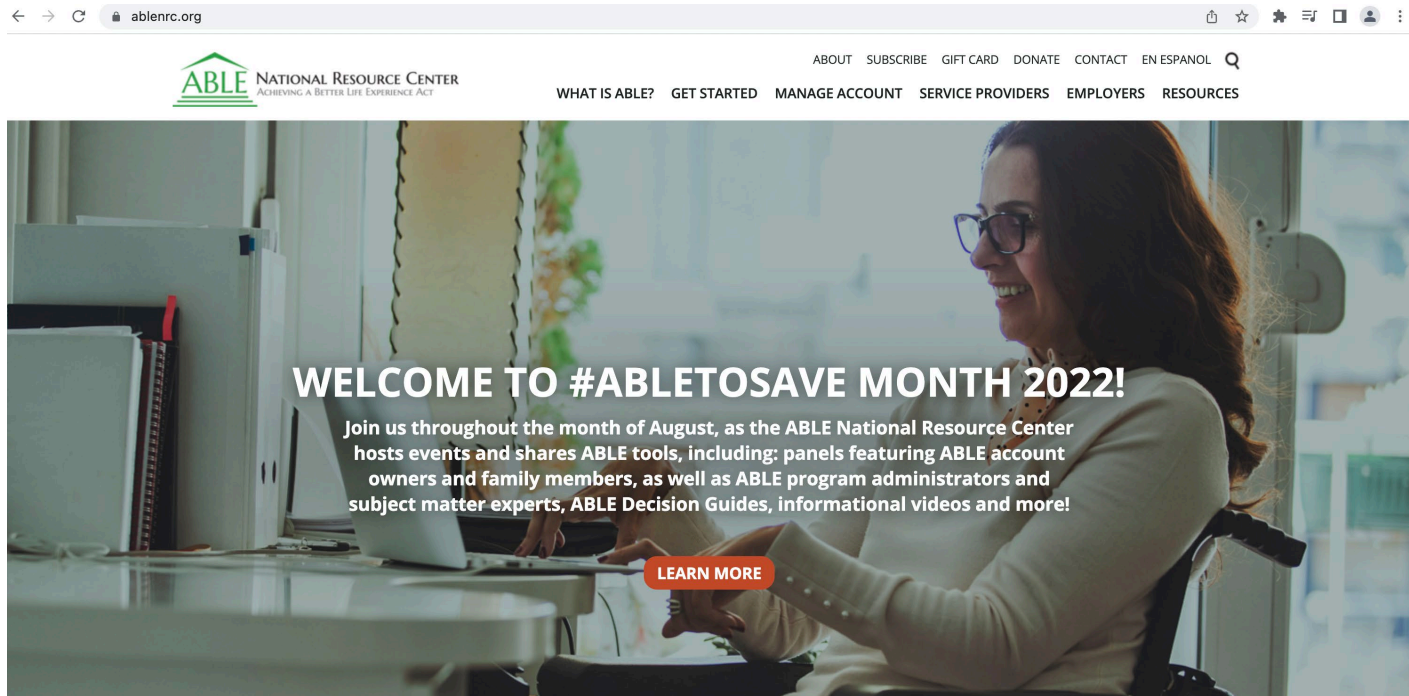 ablenrc.org
ABOUT SUBSCRIBE GIFT CARD DONATE CONTACT EN ESPANOL
ABLE NATIONAL RESOURCE CENTER
ACHIEVING A BETTER LIFE EXPERIENCE ACT
WHAT IS ABLE? GET STARTED MANAGE ACCOUNT SERVICE PROVIDERS EMPLOYERS RESOURCES
WELCOME TO #ABLETOSAVE MONTH 2022!
Join us throughout the month of August, as the ABLE National Resource Center
hosts events and shares ABLE tools, including: panels featuring ABLE account
owners and family members, as well as ABLE program administrators and
subject matter experts, ABLE Decision Guides, informational videos and more!
LEARN MORE